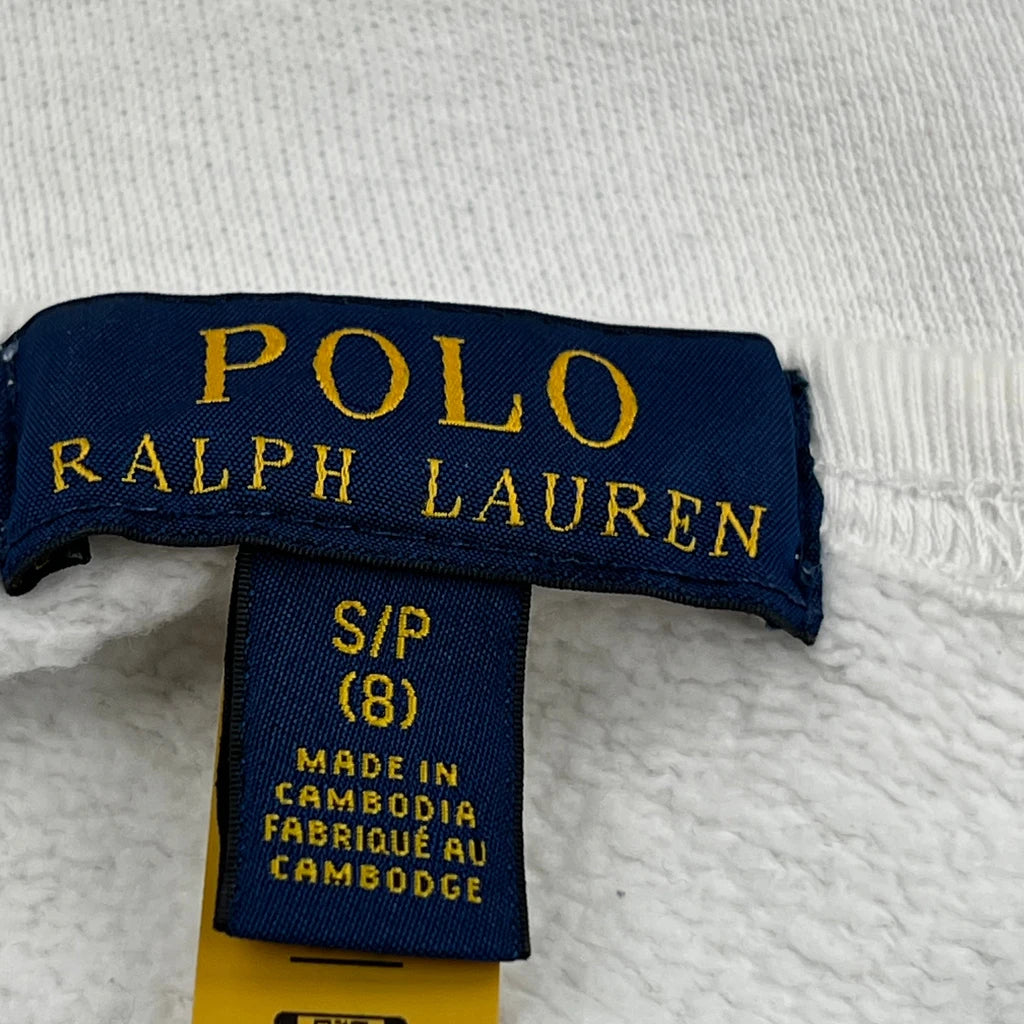 POLO
RALPH LAUREN
S/P
(8)
MADE IN
CAMBODIA
FABRIQUÉ AU
CAMBODGE